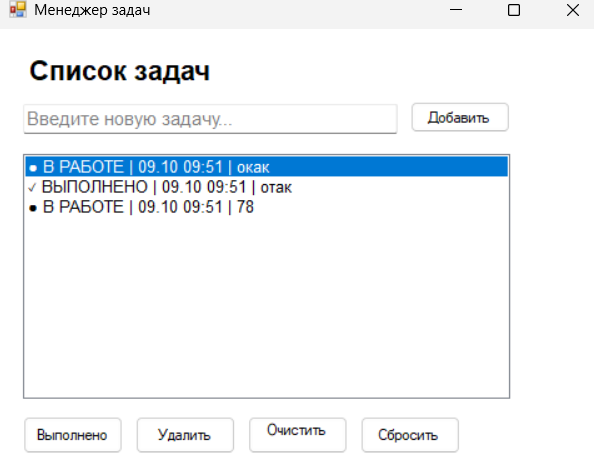 Менеджер задач
Список задач
Введите новую задачу...
Добавить
● В РАБОТЕ | 09.10 09:51 | окак
✓ ВЫПОЛНЕНО | 09.10 09:51 | отак
● В РАБОТЕ | 09.10 09:51 | 78
Выполнено
Удалить
Очистить
Сбросить